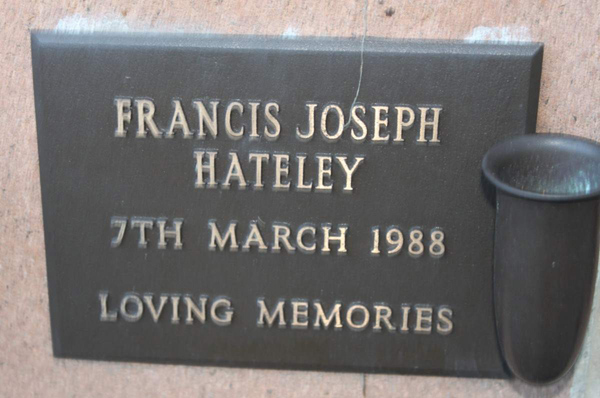 FRANCIS JOSEPH
HATELEY
7TH MARCH 1988
LOVING MEMORIES